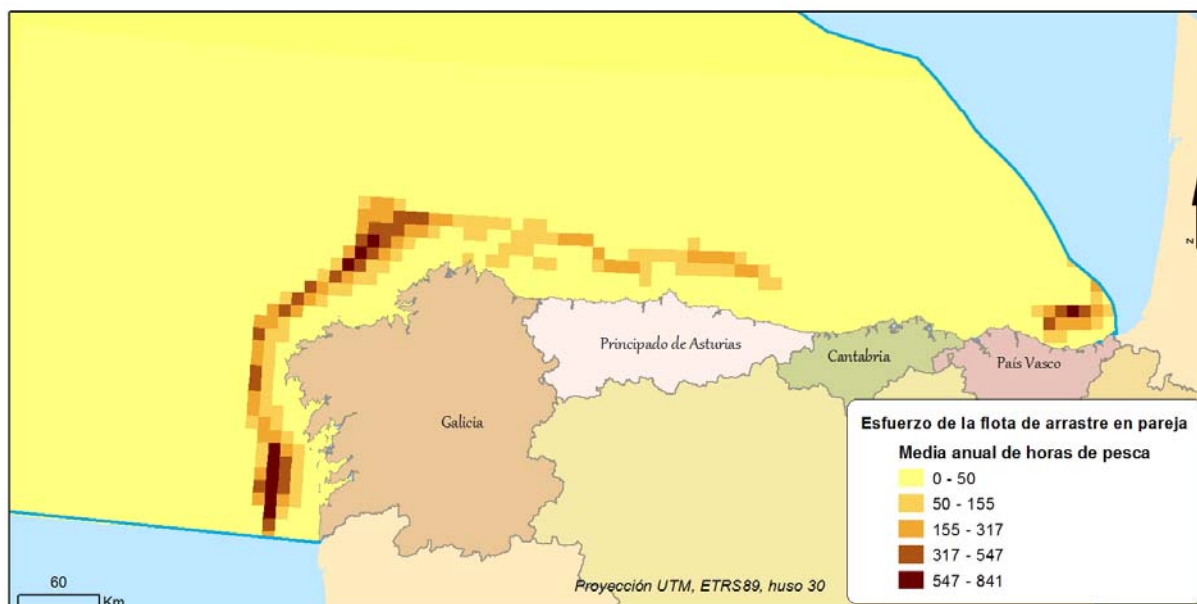 Principado de Asturias
Cantabria
País Vasco
Galicia
Esfuerzo de la flota de arrastre en pareja
Media anual de horas de pesca
0 - 50
50 - 155
155 - 317
317 - 547
547 - 841
Proyección UTM, ETRS89, huso 30
60
Km
z